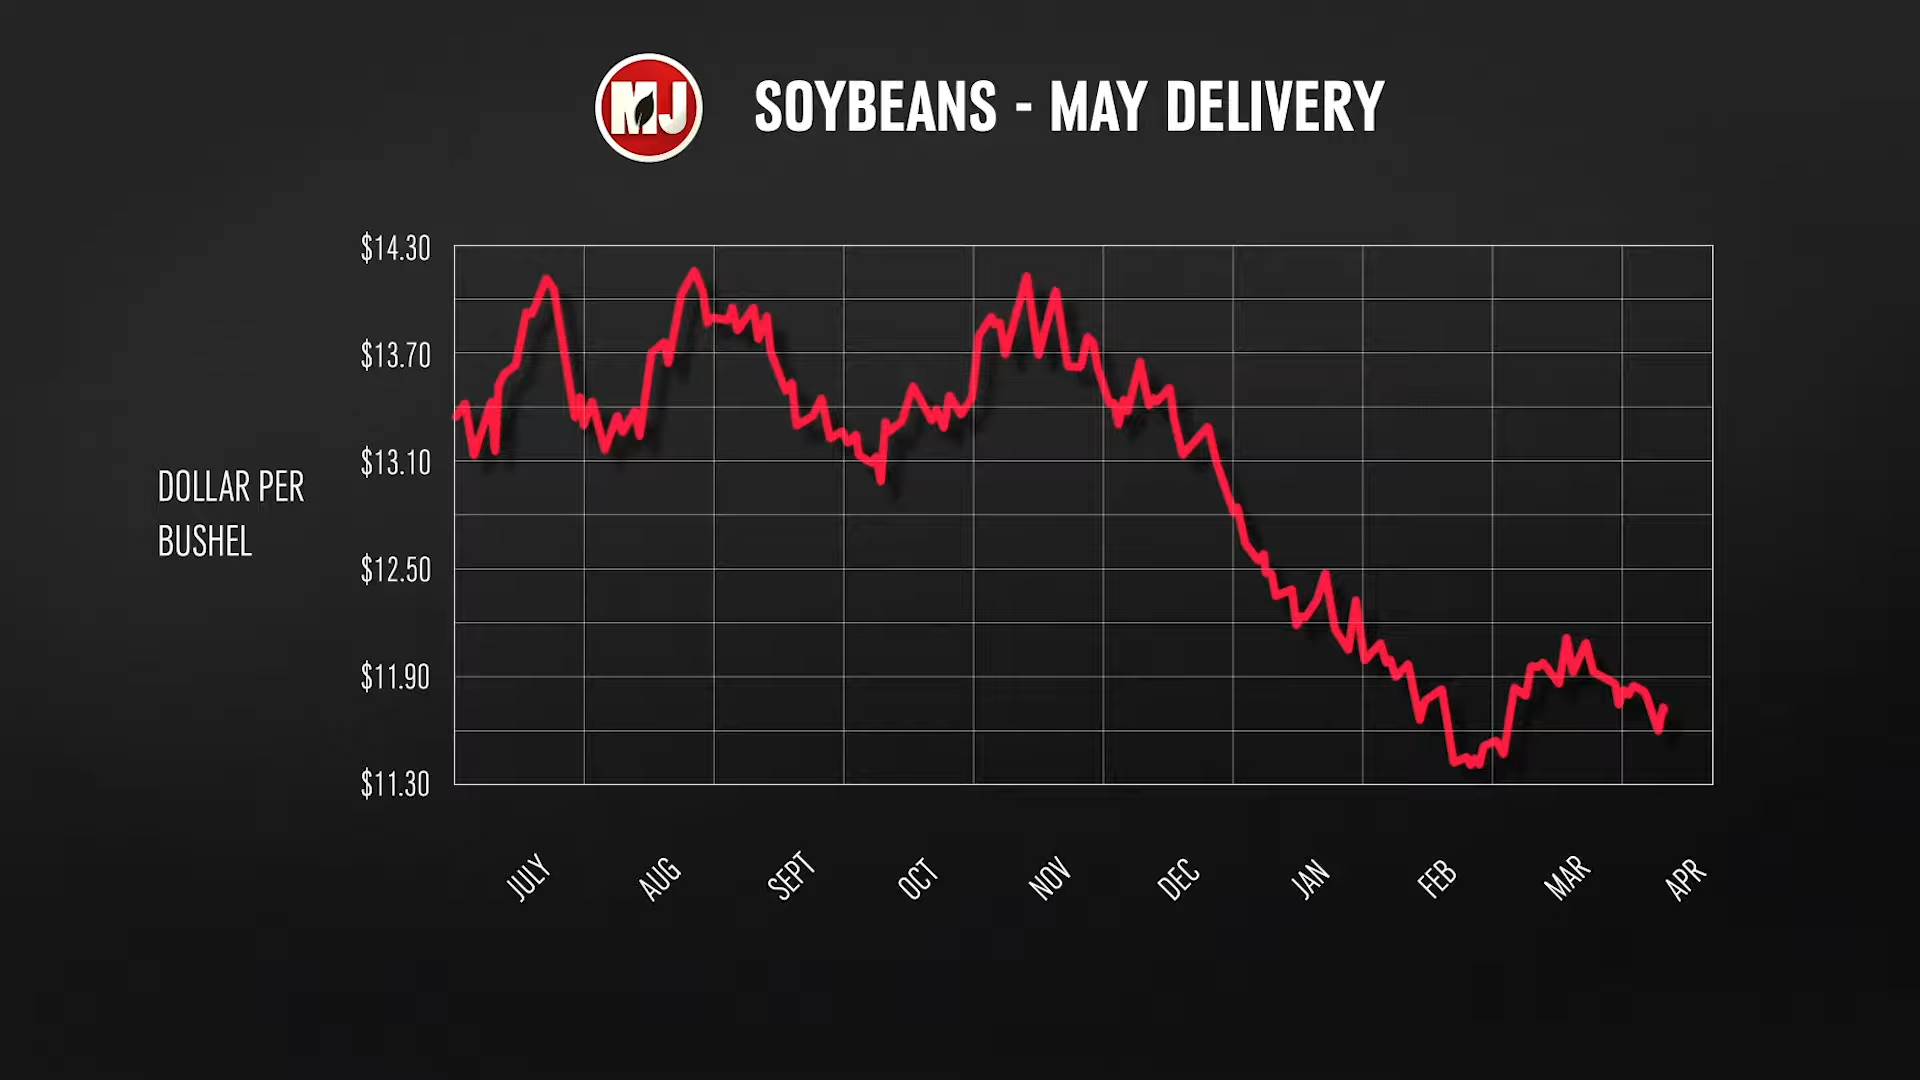 MJ
SOYBEANS - MAY DELIVERY
$14.30
$13.70
$13.10
DOLLAR PER
BUSHEL
$12.50
$11.90
$11.30
JULY
AUG
SEPT
OCT
NOV
DEC
JAN
FEB
MAR
APR